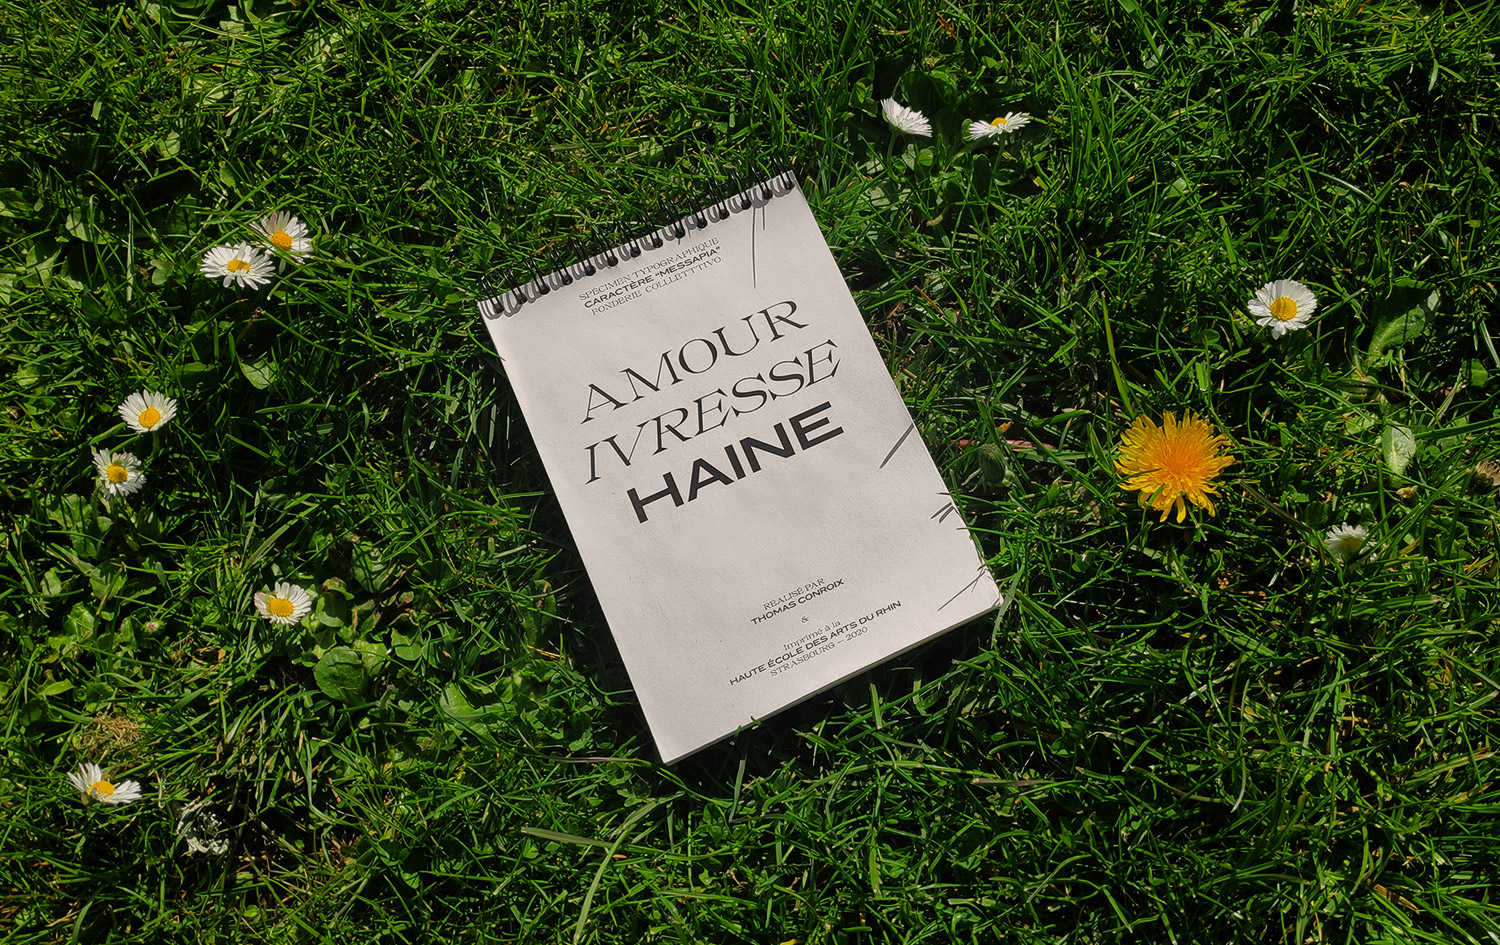 SPÉCIMEN TYPOGRAPHIQUE
CARACTÈRE "MESSAPIA"
FONDERIE COLLLETTTIVO
AMOUR
IVRESSE
HAINE
RÉALISÉ PAR
THOMAS CONROIX
&
Imprimé à la
HAUTE ÉCOLE DES ARTS DU RHIN
STRASBOURG — 2020